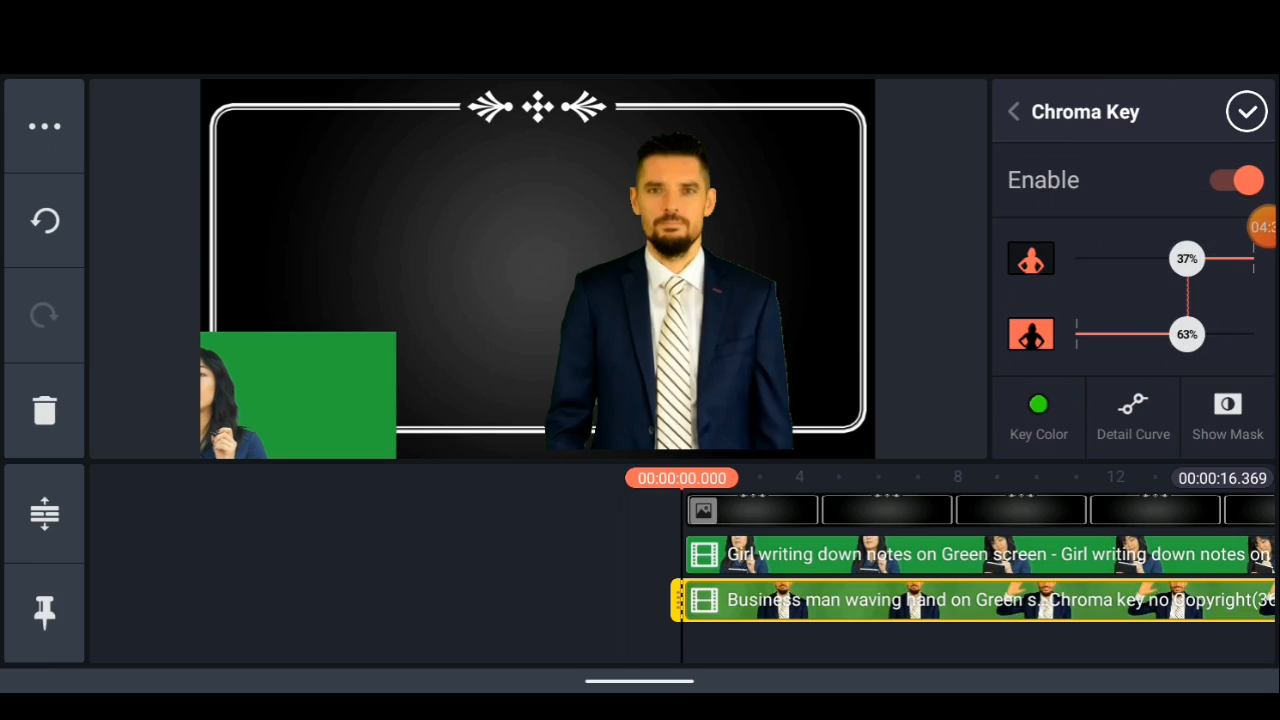 Chroma Key
Enable
04:3
37%
63%
Key Color
Detail Curve
Show Mask
00:00:00.000
4
8
12
00:00:16.369
Girl writing down notes on Green screen - Girl writing down notes on
Business man waving hand on Green s..Chroma key no Copyright(36